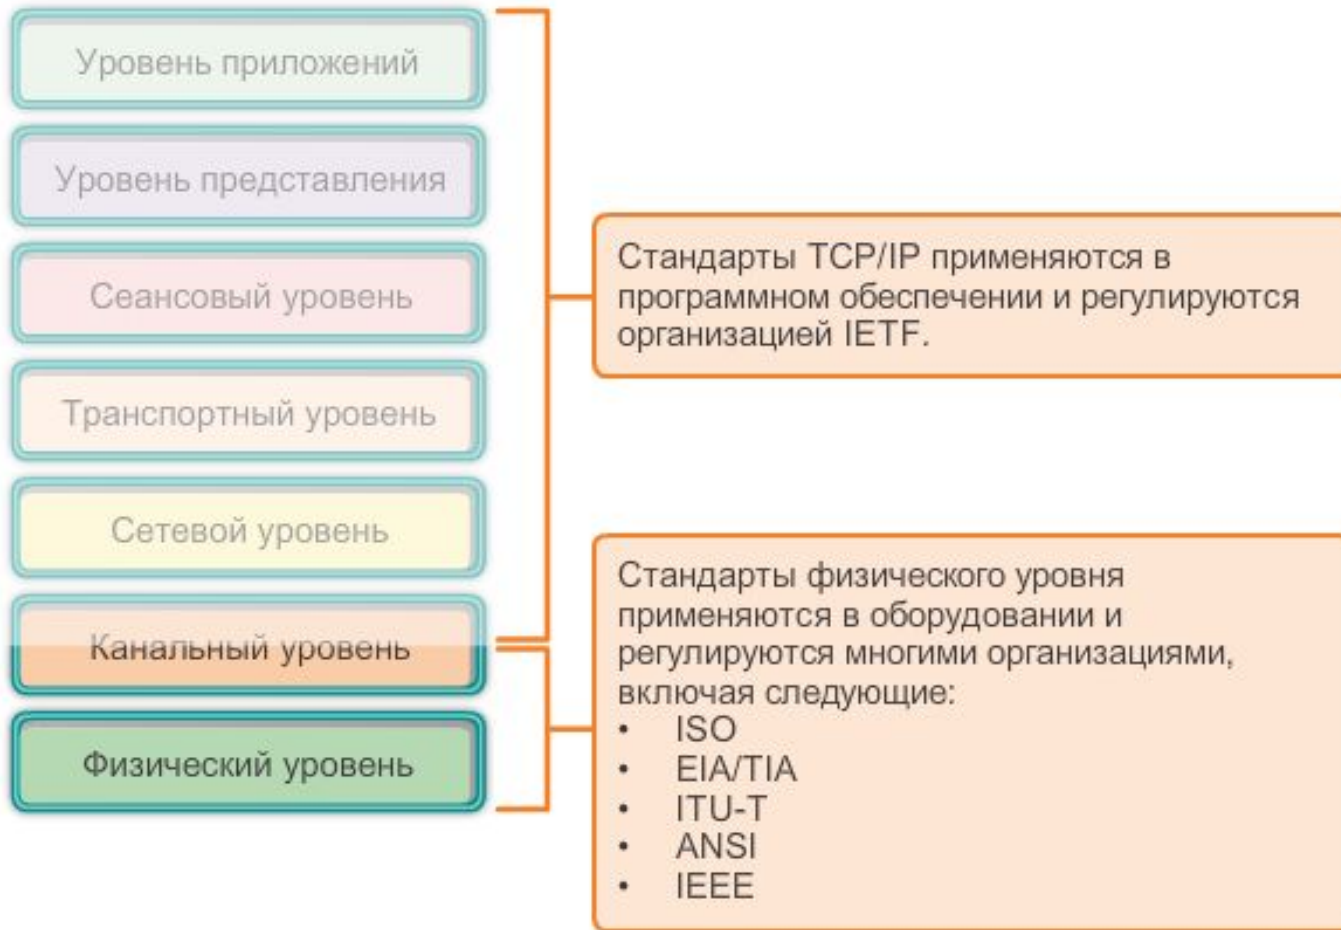 Уровень приложений
Уровень представления
Сеансовый уровень
Транспортный уровень
Сетевой уровень
Канальный уровень
Физический уровень
Стандарты TCP/IP применяются в
программном обеспечении и регулируются
организацией IETF.
Стандарты физического уровня
применяются в оборудовании и
регулируются многими организациями,
включая следующие:
• ISO
• EIA/TIA
• ITU-T
• ANSI
• IEEE